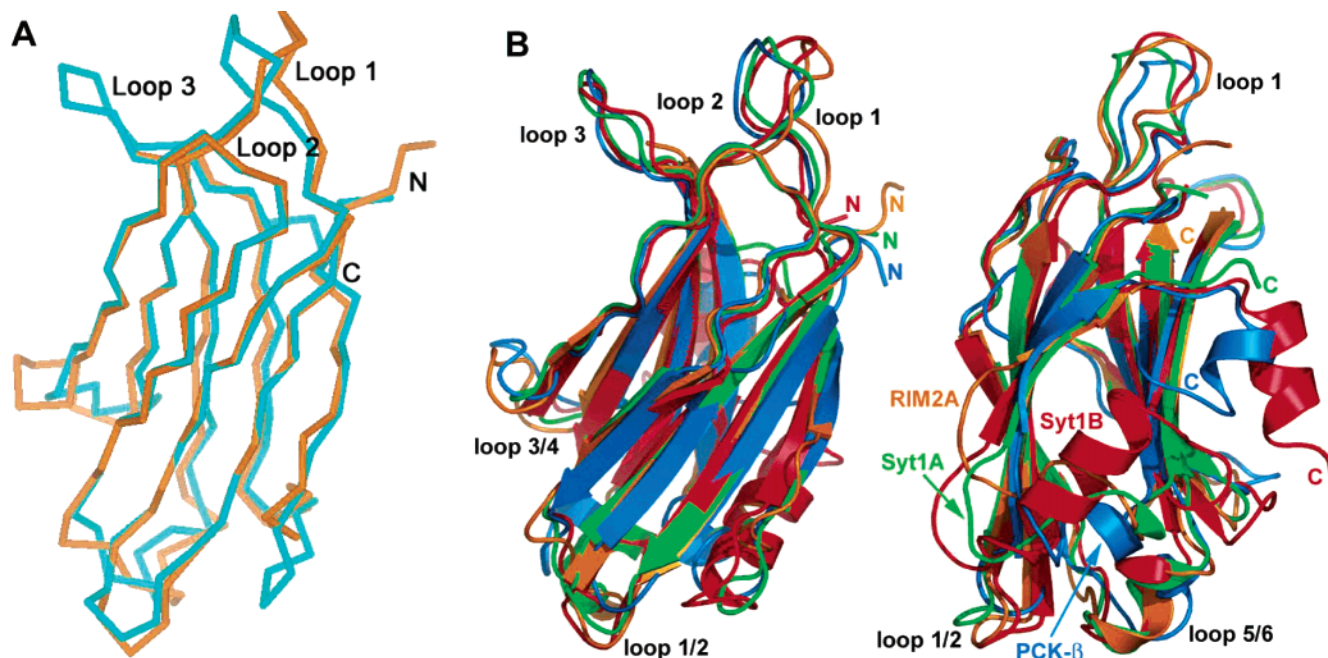 A
Loop 1
Loop 3
Loop 2
N
C
B
loop 2
loop 1
loop 3
N
N
N
N
loop 3/4
loop 1/2
loop 1
C
C
C
RIM2A
Syt1B
Syt1A
C
loop 1/2
PCK-β
loop 5/6